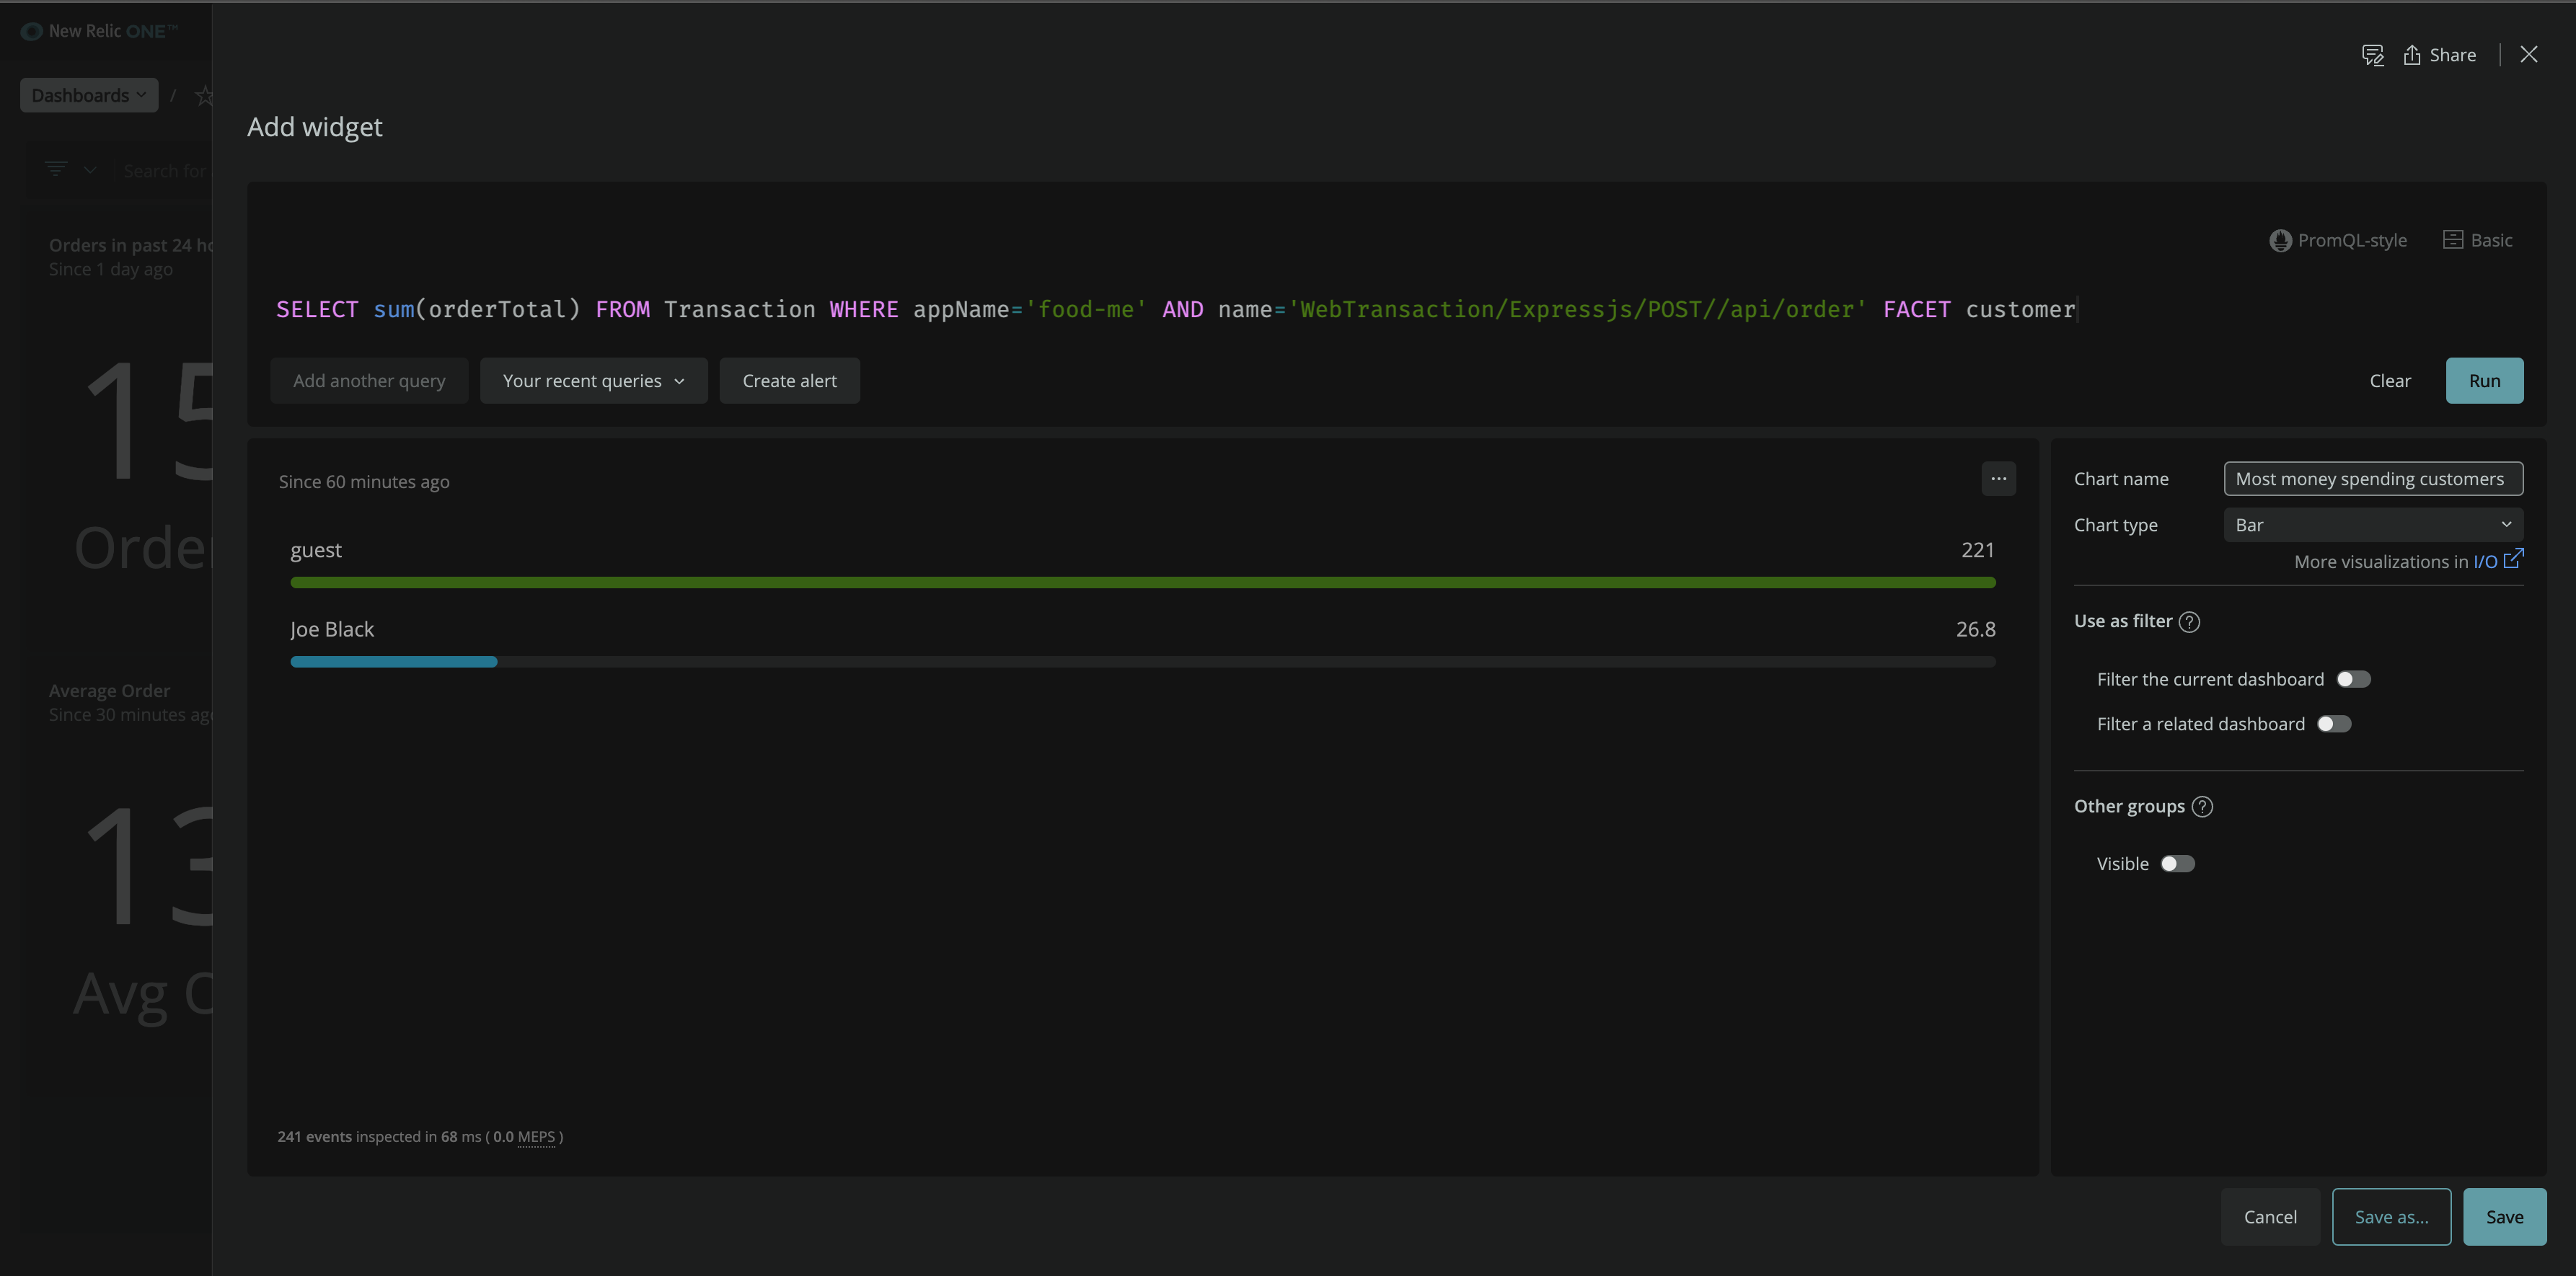 New Relic ONE™
Share
Dashboards /
Add widget
Search for
PromQL-style Basic
Orders in past 24 ho
Since 1 day ago
SELECT sum(orderTotal) FROM Transaction WHERE appName='food-me' AND name='WebTransaction/Expressjs/POST//api/order' FACET customer
15
Add another query Your recent queries Create alert Clear Run
Order
Since 60 minutes ago
...
guest 221
Joe Black 26.8
Average Order
Since 30 minutes ago
13
Avg O
241 events inspected in 68 ms ( 0.0 MEPS )
Chart name Most money spending customers
Chart type Bar
More visualizations in I/O
Use as filter ?
Filter the current dashboard
Filter a related dashboard
Other groups ?
Visible
Cancel Save as... Save